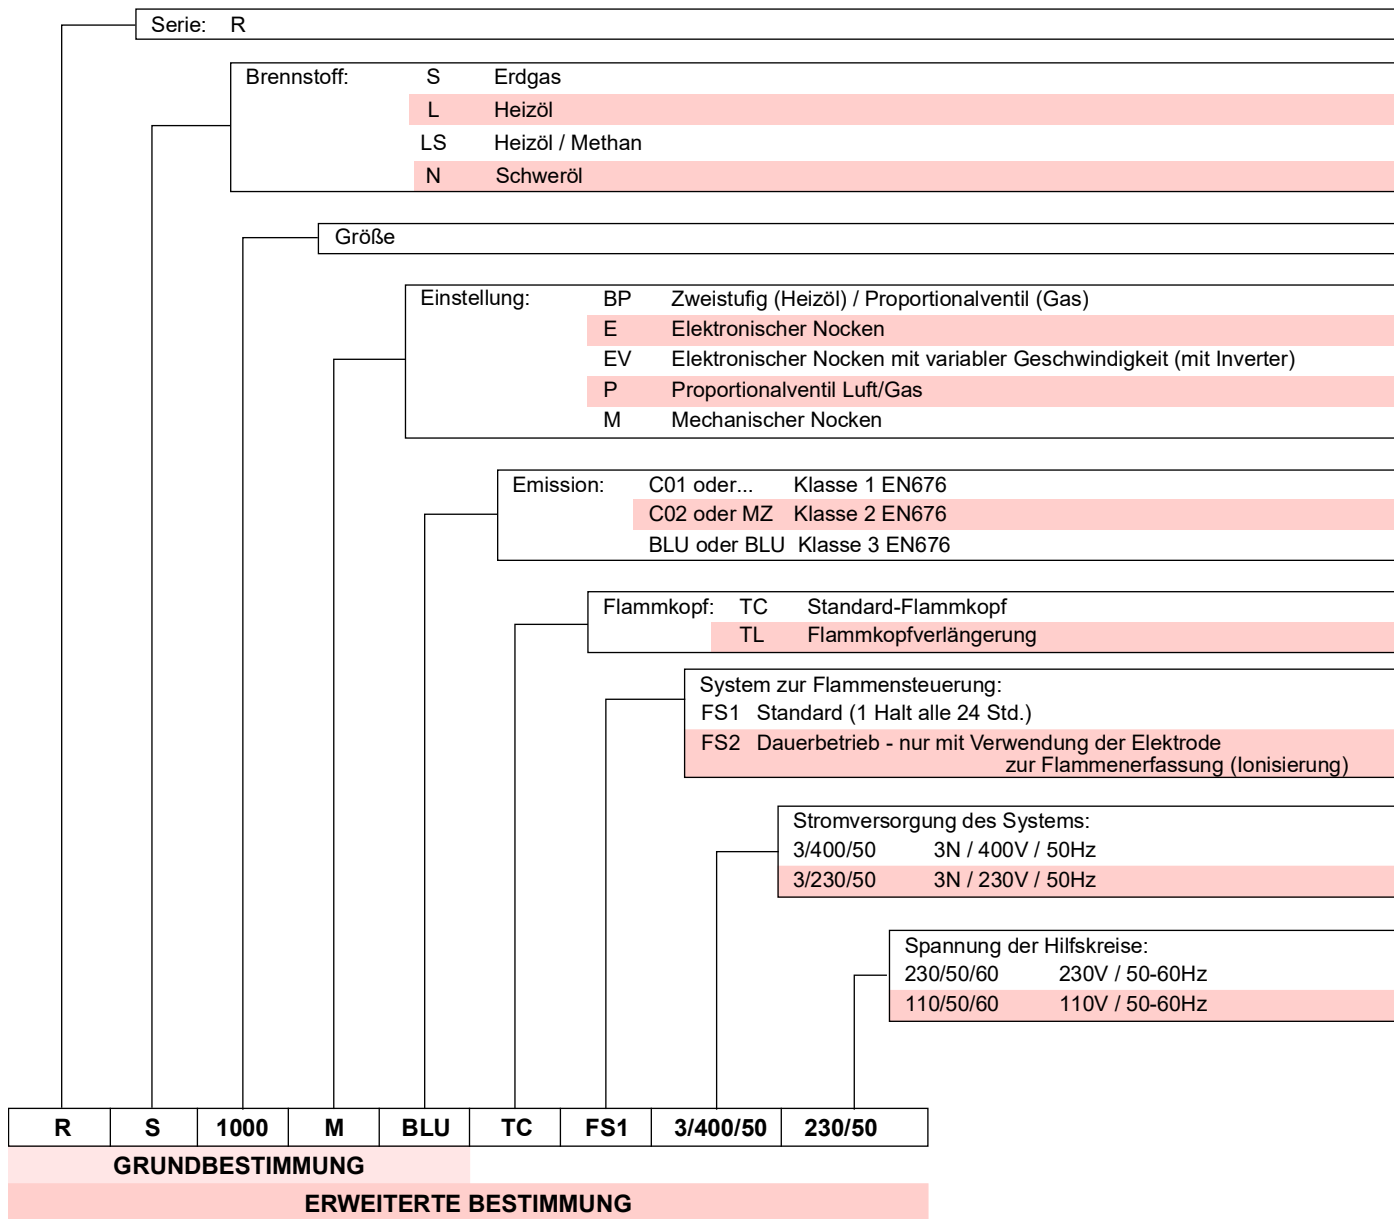 Serie: R
Brennstoff: S Erdgas
L Heizöl
LS Heizöl / Methan
N Schweröl
Größe
Einstellung: BP Zweistufig (Heizöl) / Proportionalventil (Gas)
E Elektronischer Nocken
EV Elektronischer Nocken mit variabler Geschwindigkeit (mit Inverter)
P Proportionalventil Luft/Gas
M Mechanischer Nocken
Emission: C01 oder... Klasse 1 EN676
C02 oder MZ Klasse 2 EN676
BLU oder BLU Klasse 3 EN676
Flammkopf: TC Standard-Flammkopf
TL Flammkopfverlängerung
System zur Flammensteuerung:
FS1 Standard (1 Halt alle 24 Std.)
FS2 Dauerbetrieb - nur mit Verwendung der Elektrode
zur Flammenerfassung (Ionisierung)
Stromversorgung des Systems:
3/400/50 3N / 400V / 50Hz
3/230/50 3N / 230V / 50Hz
Spannung der Hilfskreise:
230/50/60 230V / 50-60Hz
110/50/60 110V / 50-60Hz
R S 1000 M BLU TC FS1 3/400/50 230/50
GRUNDBESTIMMUNG
ERWEITERTE BESTIMMUNG